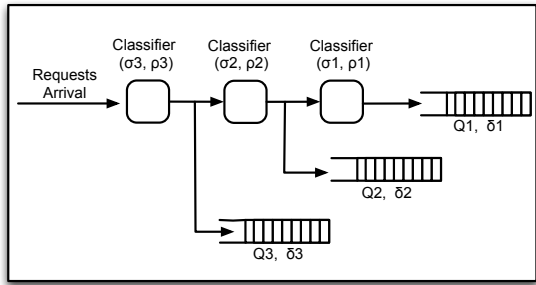 Classifier
(σ3, ρ3)
Classifier
(σ2, ρ2)
Classifier
(σ1, ρ1)
Requests
Arrival
Q1, δ1
Q2, δ2
Q3, δ3